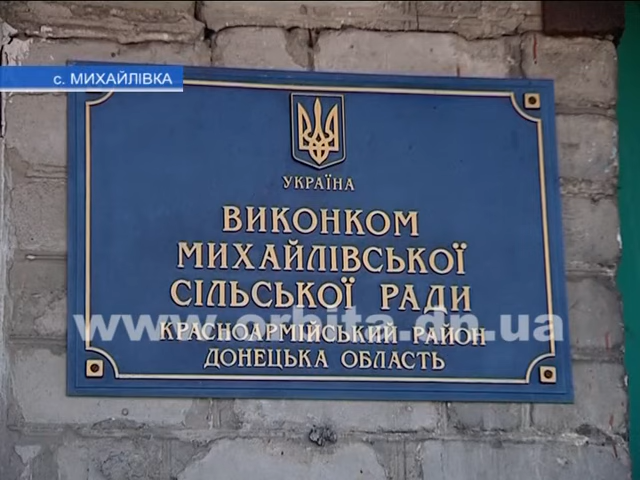 с. МИХАЙЛІВКА
УКРАЇНА
ВИКОНКОМ
МИХАЙЛІВСЬКОЇ
СІЛЬСЬКОЇ РАДИ
www.orbita.dn.ua
КРАСНОАРМІЙСЬКИЙ РАЙОН
ДОНЕЦЬКА ОБЛАСТЬ